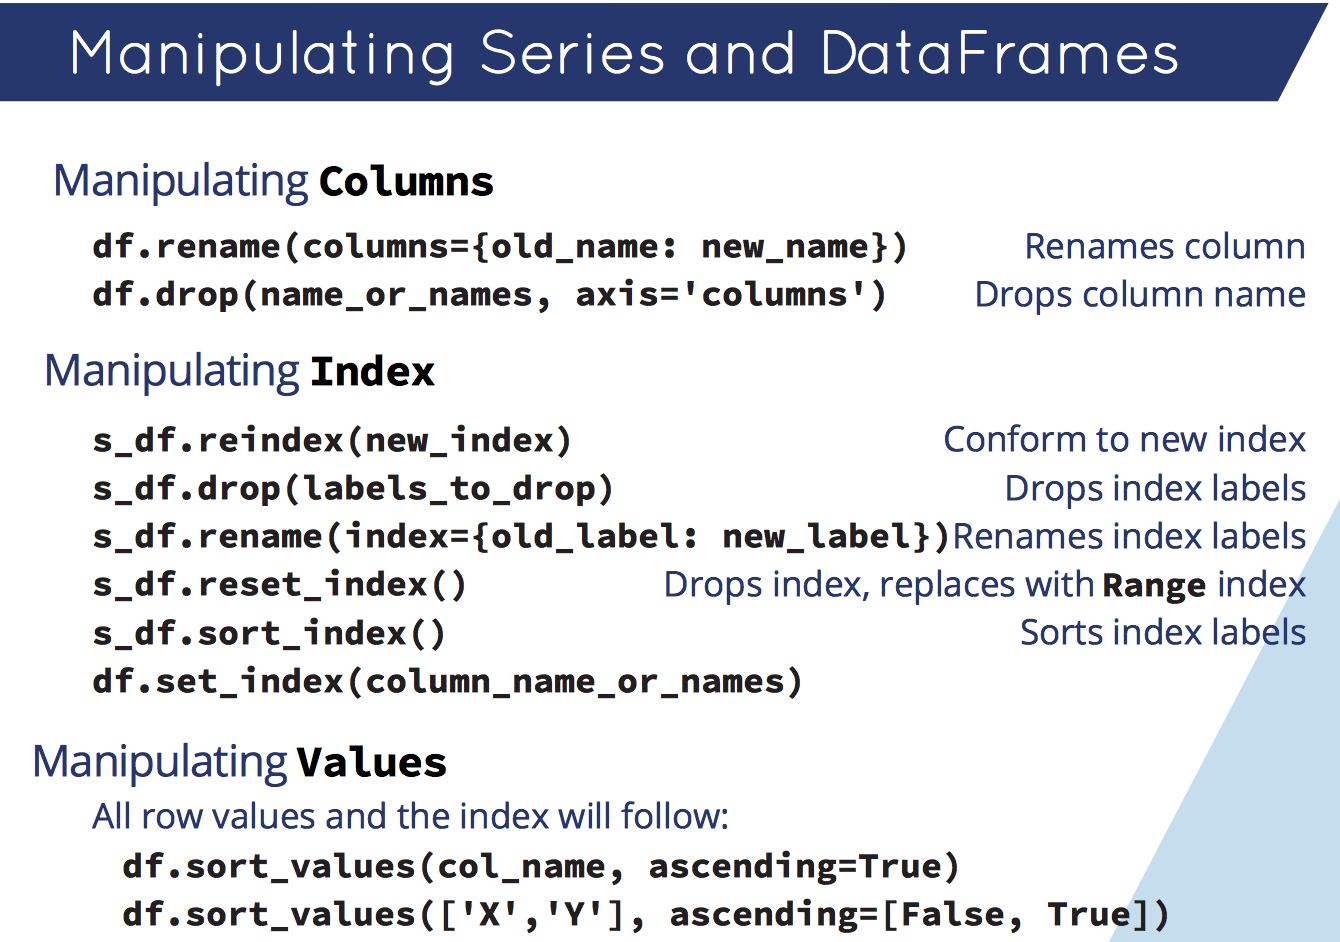 Manipulating Series and DataFrames
Manipulating Columns
df.rename(columns={old_name: new_name}) Renames column
df.drop(name_or_names, axis='columns') Drops column name
Manipulating Index
s_df.reindex(new_index) Conform to new index
s_df.drop(labels_to_drop) Drops index labels
s_df.rename(index={old_label: new_label}) Renames index labels
s_df.reset_index() Drops index, replaces with Range index
s_df.sort_index() Sorts index labels
df.set_index(column_name_or_names)
Manipulating Values
All row values and the index will follow:
df.sort_values(col_name, ascending=True)
df.sort_values(['X','Y'], ascending=[False, True])